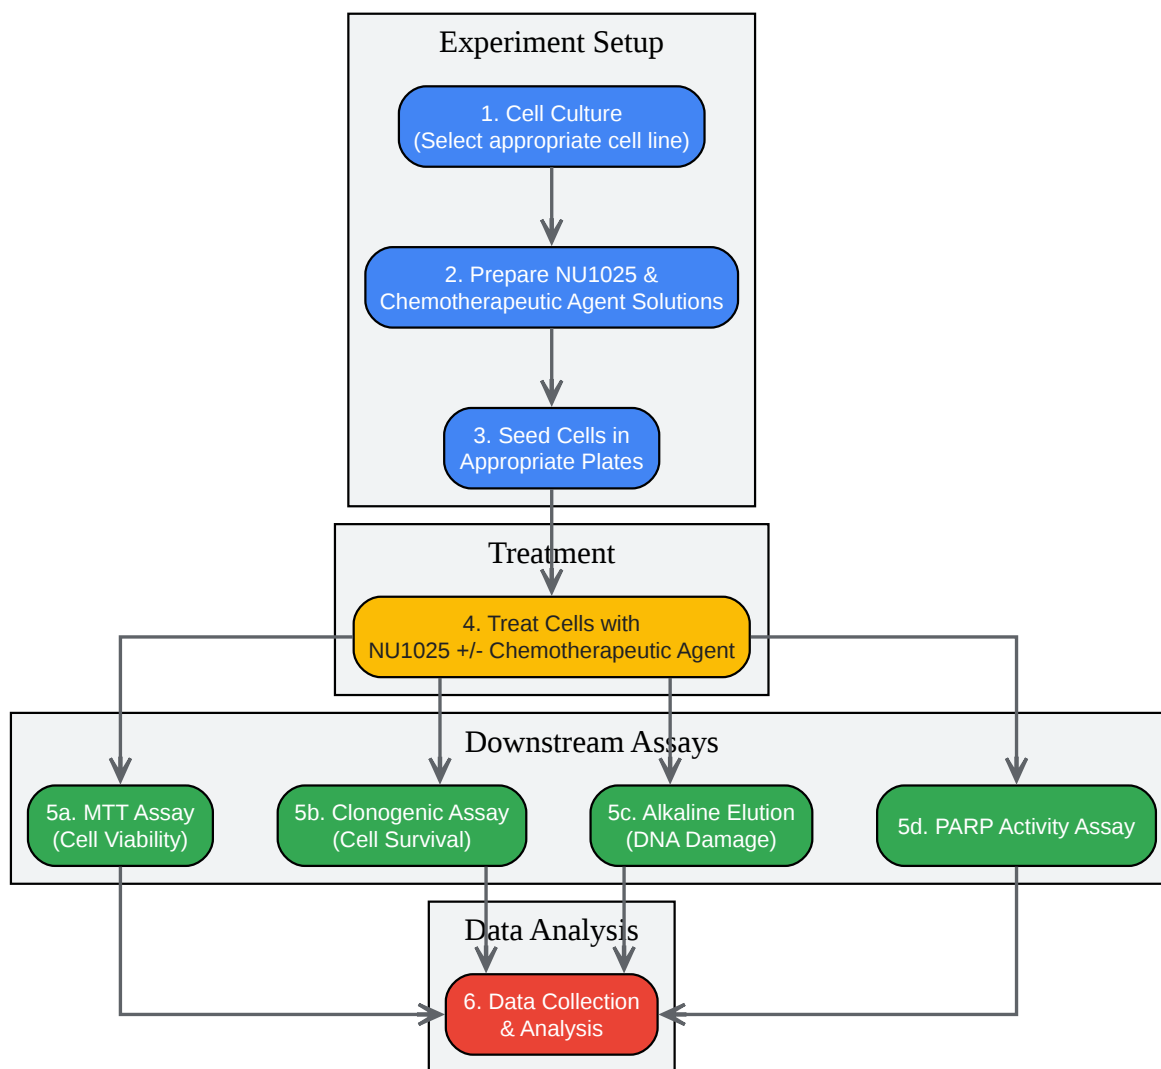 Experiment Setup
1. Cell Culture
(Select appropriate cell line)
2. Prepare NU1025 &
Chemotherapeutic Agent Solutions
3. Seed Cells in
Appropriate Plates
Treatment
4. Treat Cells with
NU1025 +/- Chemotherapeutic Agent
Downstream Assays
5a. MTT Assay
(Cell Viability)
5b. Clonogenic Assay
(Cell Survival)
5c. Alkaline Elution
(DNA Damage)
5d. PARP Activity Assay
Data Analysis
6. Data Collection
& Analysis